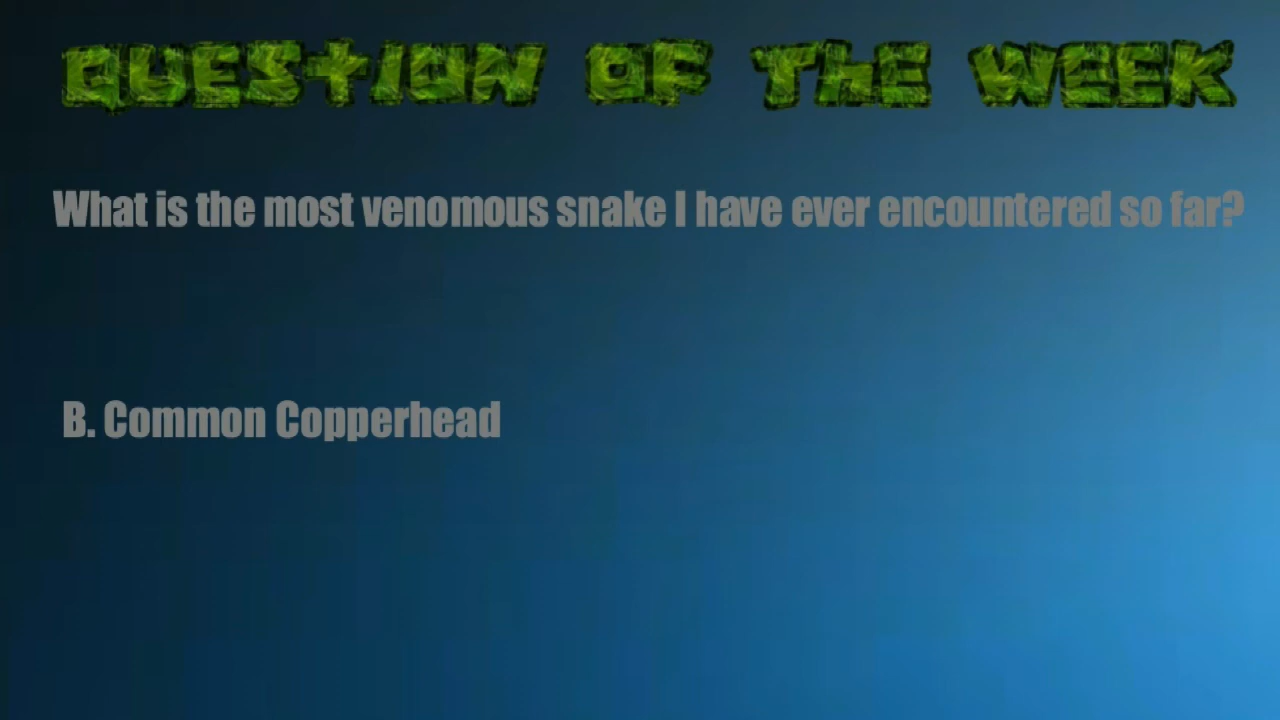 QUESTION OF THE WEEK
What is the most venomous snake I have ever encountered so far?
B. Common Copperhead